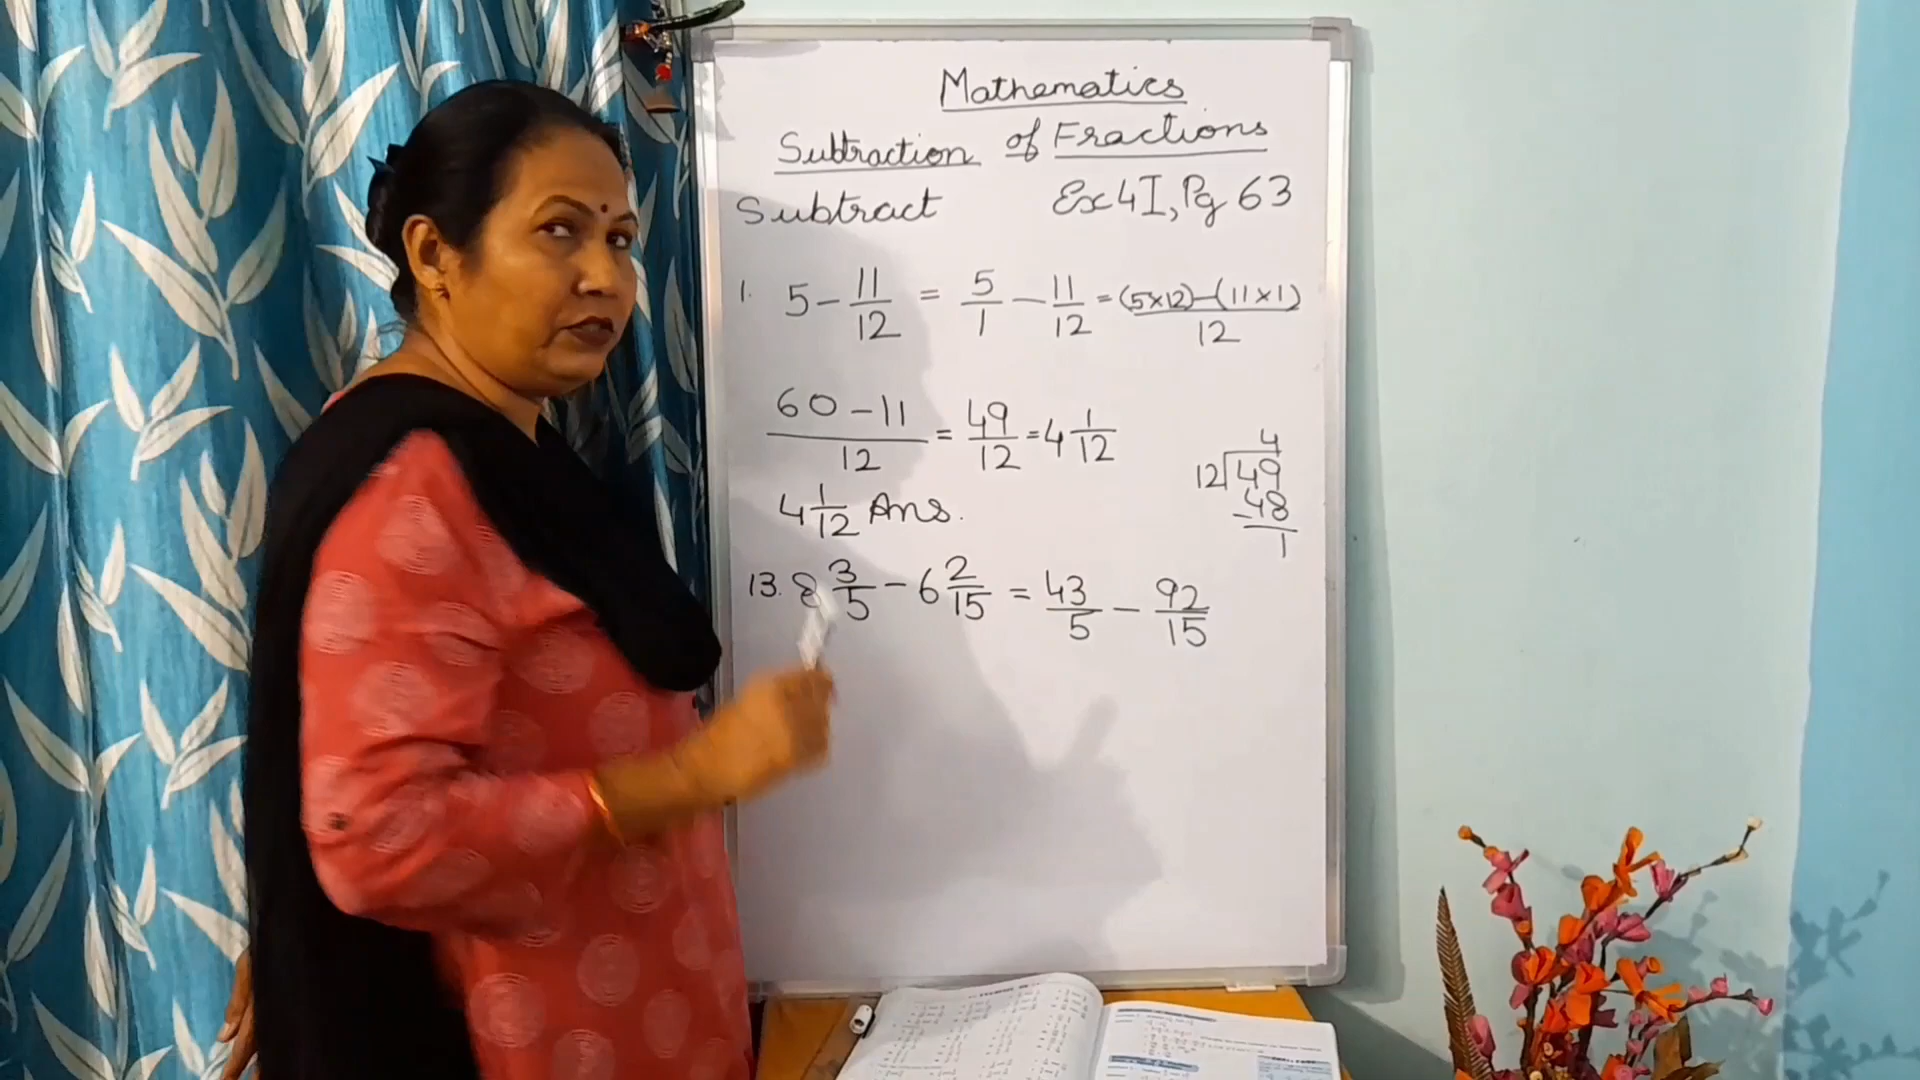 Mathematics
Subtraction of Fractions
Subtract Ex 4I, Pg 63
1. 5 - 11/12 = 5/1 - 11/12 = (5×12)-(11×1)/12
60-11/12 = 49/12 = 4 1/12
4
12)49
-48
1
4 1/12 Ans.
13. 8 3/5 - 6 2/15 = 43/5 - 92/15